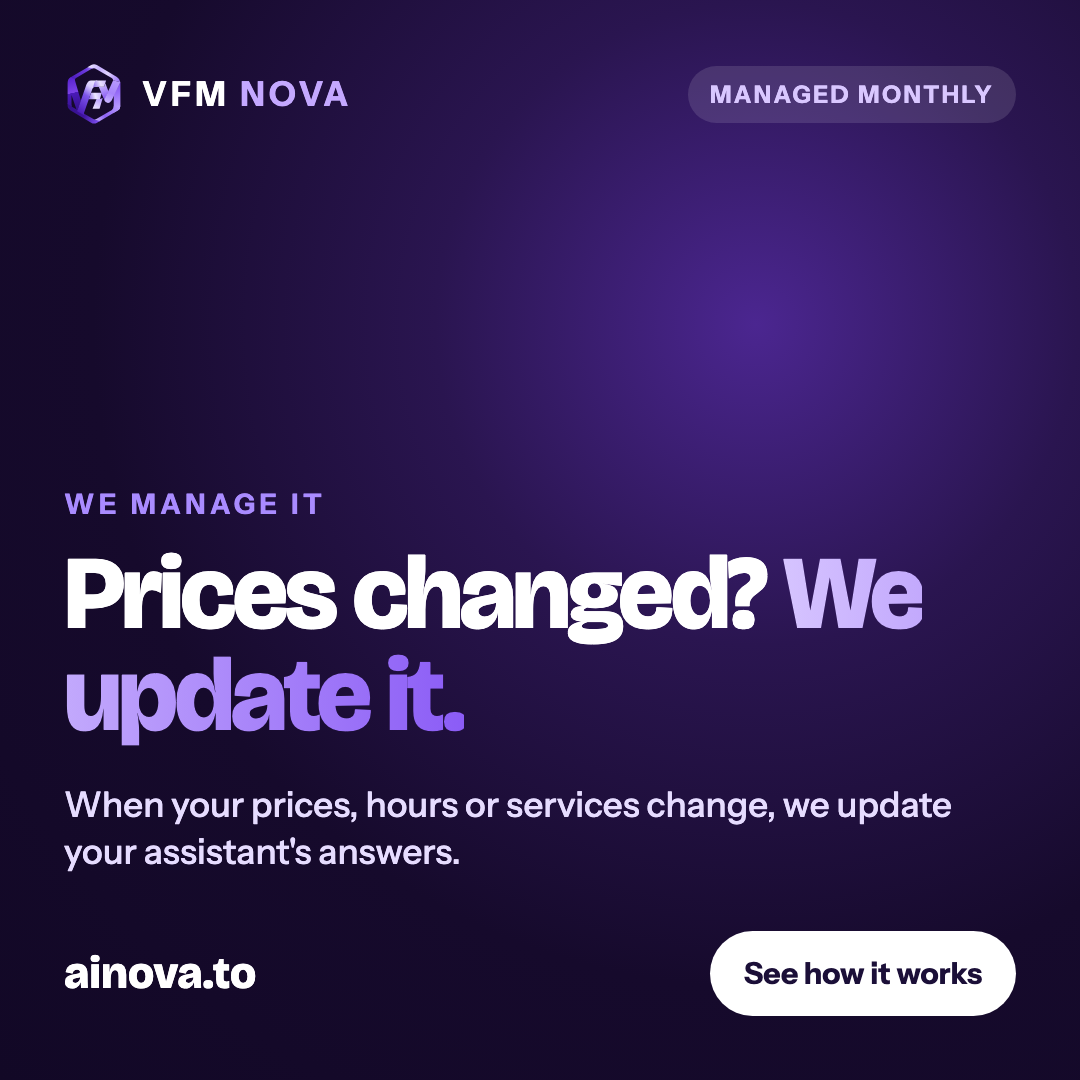 VFM NOVA
MANAGED MONTHLY
WE MANAGE IT
Prices changed? We
update it.
When your prices, hours or services change, we update
your assistant's answers.
ainova.to
See how it works